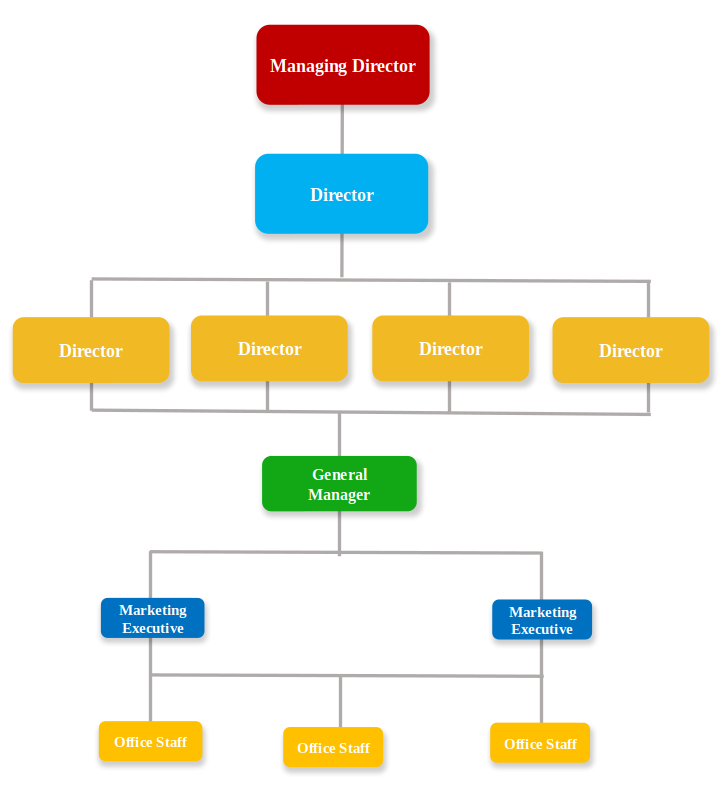 Managing Director
Director
Director
Director
Director
Director
General
Manager
Marketing
Executive
Marketing
Executive
Office Staff
Office Staff
Office Staff